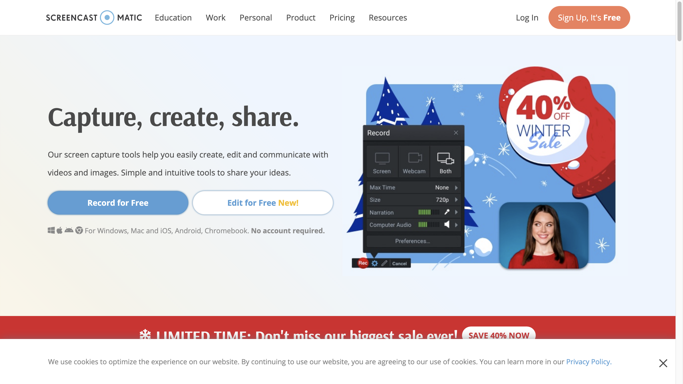 SCREENCAST O MATIC Education Work Personal Product Pricing Resources Log In Sign Up, It's Free
Capture, create, share.
Our screen capture tools help you easily create, edit and communicate with
videos and images. Simple and intuitive tools to share your ideas.
Record for Free Edit for Free New!
For Windows, Mac and iOS, Android, Chromebook. No account required.
40% OFF
WINTER
Sale
Record
Screen Webcam Both
Max Time None
Size 720p
Narration
Computer Audio
Preferences...
Rec Cancel
LIMITED TIME: Don't miss our biggest sale ever! SAVE 40% NOW
We use cookies to optimize the experience on our website. By continuing to use our website, you are agreeing to our use of cookies. You can learn more in our Privacy Policy.